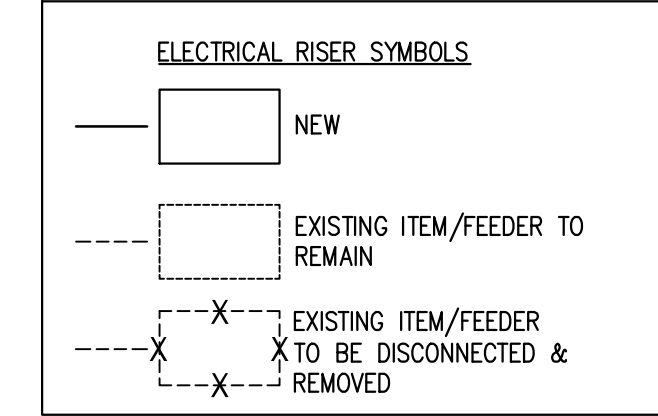 ELECTRICAL RISER SYMBOLS
NEW
EXISTING ITEM/FEEDER TO
REMAIN
EXISTING ITEM/FEEDER
TO BE DISCONNECTED &
REMOVED